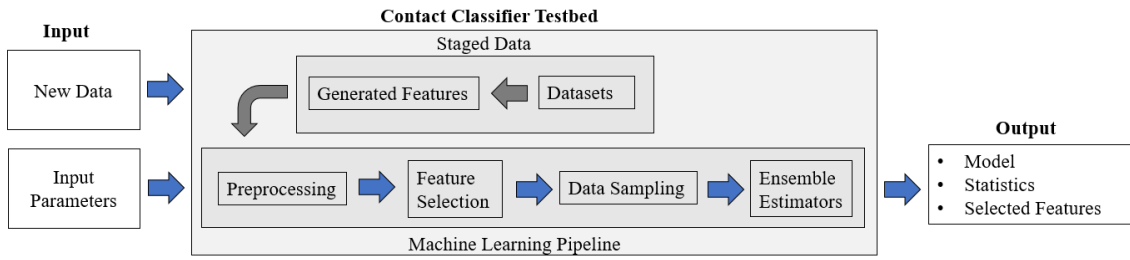 Contact Classifier Testbed
Input
Staged Data
New Data
Generated Features
Datasets
Output
Input
Parameters
Preprocessing
Feature
Selection
Data Sampling
Ensemble
Estimators
• Model
• Statistics
• Selected Features
Machine Learning Pipeline